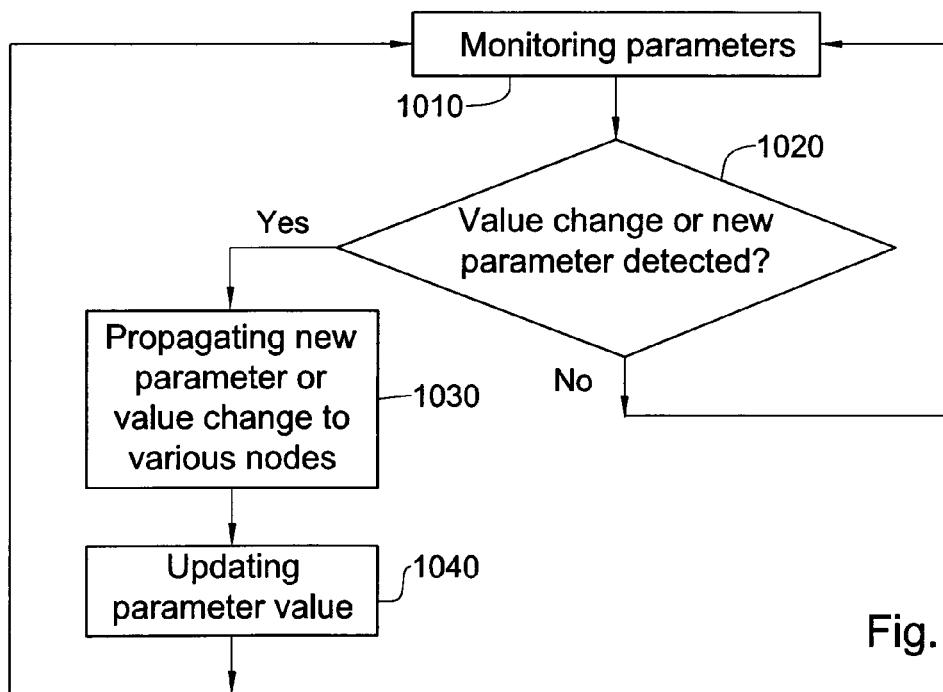 Monitoring parameters
1010
1020
Value change or new
parameter detected?
Yes
No
Propagating new
parameter or
value change to
various nodes
1030
Updating
parameter value
1040
Fig.